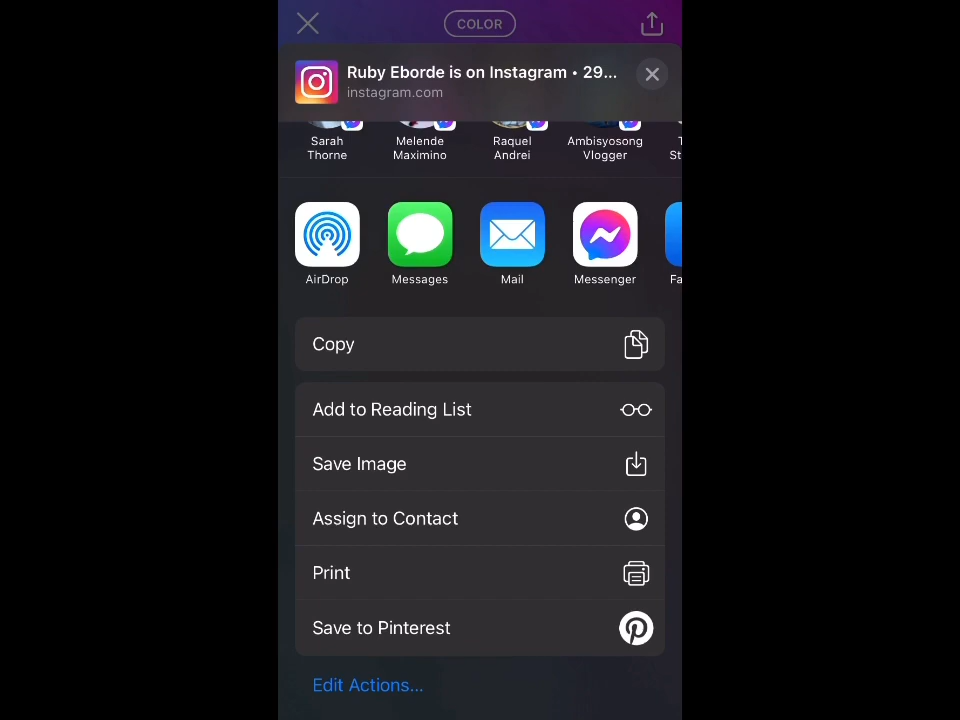 COLOR
Ruby Eborde is on Instagram • 29...
instagram.com
Sarah Thorne
Melende Maximino
Raquel Andrei
Ambisyosong Vlogger
AirDrop
Messages
Mail
Messenger
Fa
Copy
Add to Reading List
Save Image
Assign to Contact
Print
Save to Pinterest
Edit Actions...